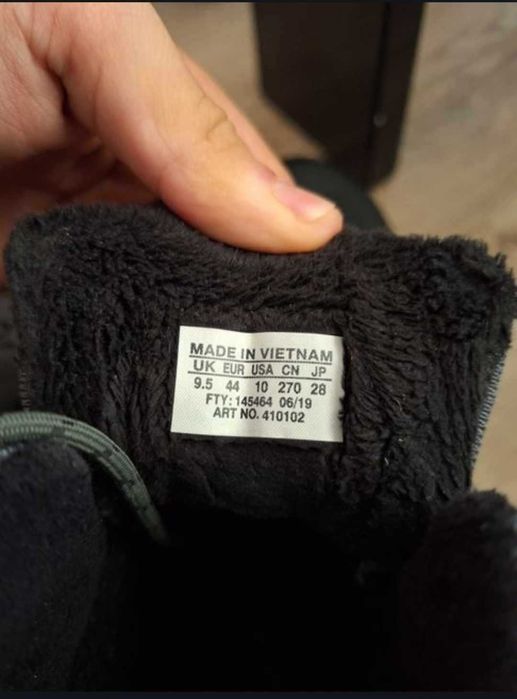 MADE IN VIETNAM
UK EUR USA CN JP
9.5 44 10 270 28
FTY: 145464 06/19
ART NO. 410102